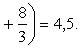 + 8/3) = 4,5.